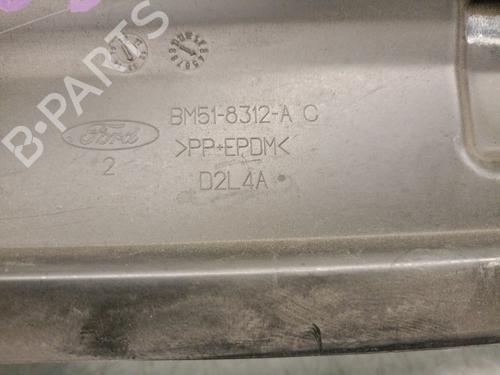 B-PARTS
Ford
2
BM51-8312-A C
>PP+EPDM<
D2L4A